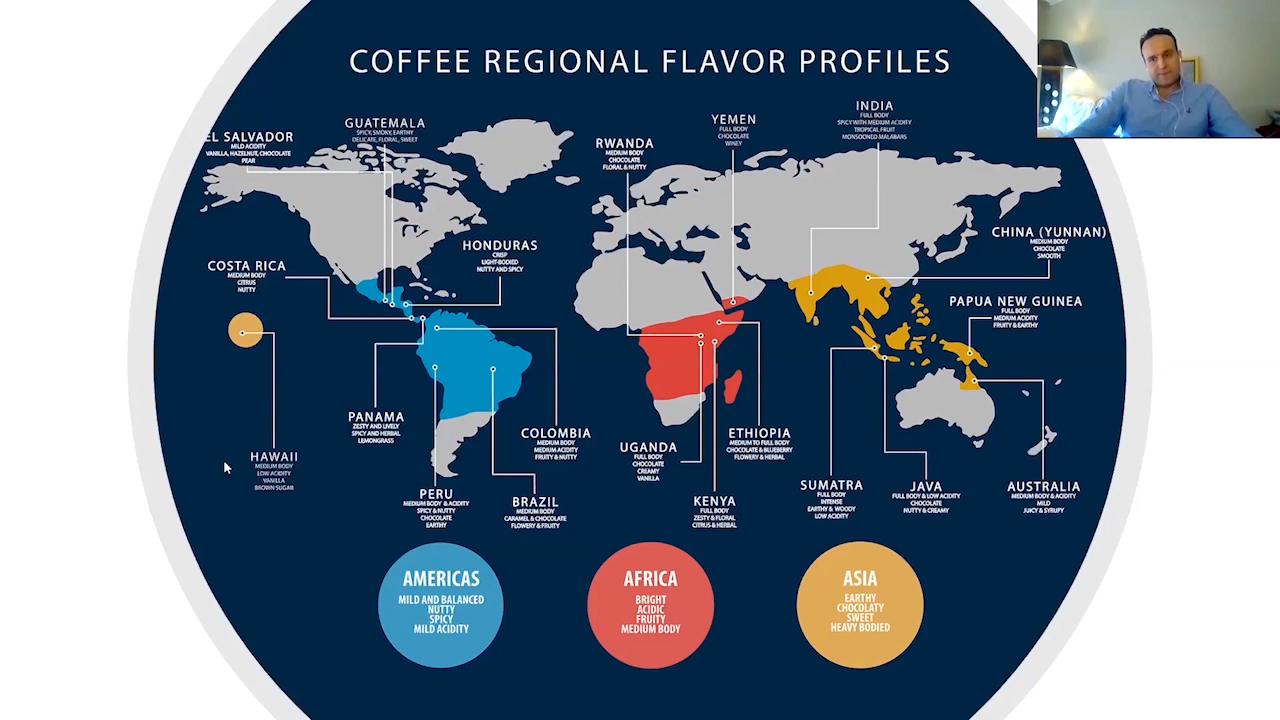 COFFEE REGIONAL FLAVOR PROFILES
EL SALVADOR
MILD ACIDITY
VANILLA, HAZELNUT, CHOCOLATE
PEAR
GUATEMALA
SPICY, SMOKY, EARTHY
DELICATE, FLORAL, SWEET
RWANDA
MEDIUM BODY
CHOCOLATE
FLORAL & NUTTY
YEMEN
FULL BODY
CHOCOLATE
WINEY
INDIA
FULL BODY
SPICY WITH MEDIUM ACIDITY
TROPICAL FRUIT
MONSOONED MALABARS
COSTA RICA
MEDIUM BODY
CITRUS
NUTTY
HONDURAS
CRISP
LIGHT-BODIED
NUTTY AND SPICY
CHINA (YUNNAN)
MEDIUM BODY
CHOCOLATE
SMOOTH
PAPUA NEW GUINEA
FULL BODY
MEDIUM ACIDITY
FRUITY & EARTHY
HAWAII
MEDIUM BODY
LOW ACIDITY
VANILLA
BROWN SUGAR
PANAMA
ZESTY AND LIVELY
SPICY AND HERBAL
LEMONGRASS
PERU
MEDIUM BODY & ACIDITY
SPICY & NUTTY
CHOCOLATE
EARTHY
COLOMBIA
MEDIUM BODY
MEDIUM ACIDITY
FRUITY & NUTTY
BRAZIL
MEDIUM BODY
CARAMEL & CHOCOLATE
FLOWERY & FRUITY
UGANDA
FULL BODY
CHOCOLATE
CREAMY
VANILLA
ETHIOPIA
MEDIUM TO FULL BODY
CHOCOLATE & BLUEBERRY
FLOWERY & HERBAL
KENYA
FULL BODY
ZESTY & FLORAL
CITRUS & HERBAL
SUMATRA
FULL BODY
INTENSE
EARTHY & WOODY
LOW ACIDITY
JAVA
FULL BODY & LOW ACIDITY
CHOCOLATE
NUTTY & CREAMY
AUSTRALIA
MEDIUM BODY & ACIDITY
MILD
JUICY & SYRUPY
AMERICAS
MILD AND BALANCED
NUTTY
SPICY
MILD ACIDITY
AFRICA
BRIGHT
ACIDIC
FRUITY
MEDIUM BODY
ASIA
EARTHY
CHOCOLATY
SWEET
HEAVY BODIED